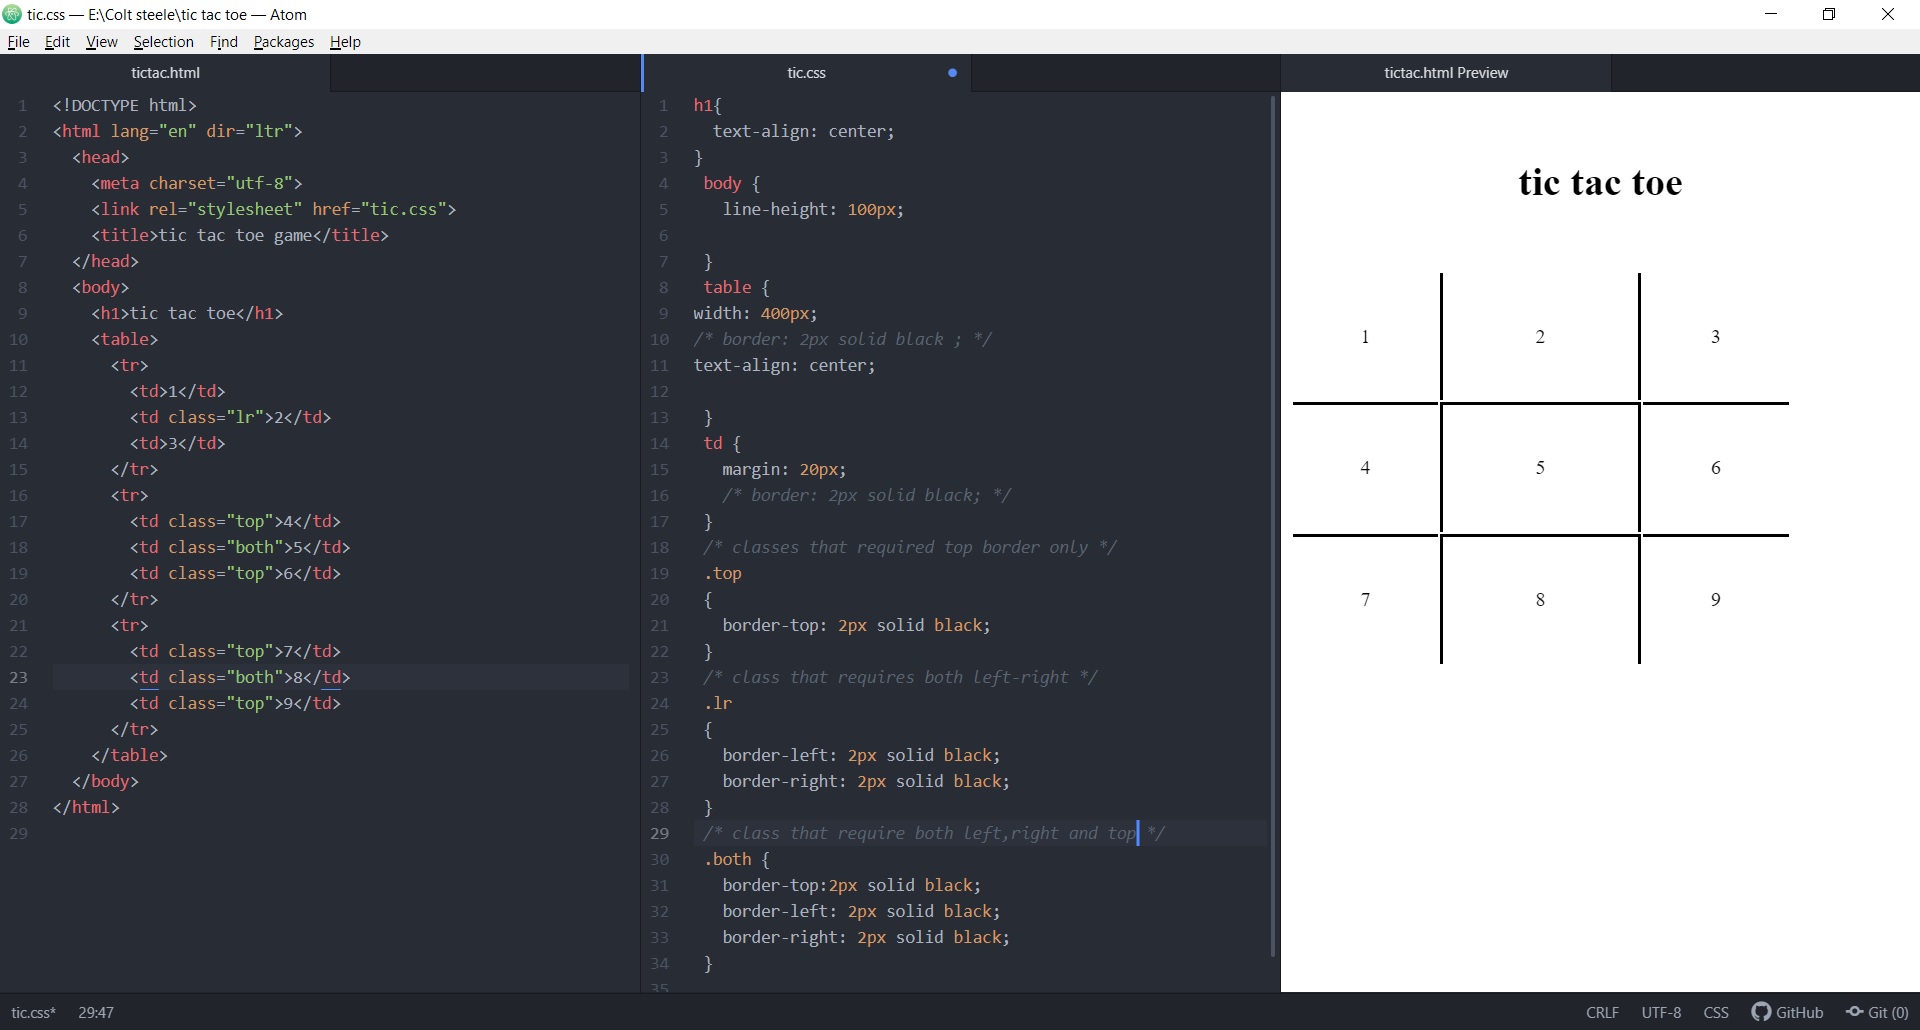 tic.css — E:\Colt steele\tic tac toe — Atom
File Edit View Selection Find Packages Help
tictac.html
1 <!DOCTYPE html>
2 <html lang="en" dir="ltr">
3 <head>
4 <meta charset="utf-8">
5 <link rel="stylesheet" href="tic.css">
6 <title>tic tac toe game</title>
7 </head>
8 <body>
9 <h1>tic tac toe</h1>
10 <table>
11 <tr>
12 <td>1</td>
13 <td class="lr">2</td>
14 <td>3</td>
15 </tr>
16 <tr>
17 <td class="top">4</td>
18 <td class="both">5</td>
19 <td class="top">6</td>
20 </tr>
21 <tr>
22 <td class="top">7</td>
23 <td class="both">8</td>
24 <td class="top">9</td>
25 </tr>
26 </table>
27 </body>
28 </html>
29
tic.css
1 h1{
2 text-align: center;
3 }
4 body {
5 line-height: 100px;
6
7 }
8 table {
9 width: 400px;
10 /* border: 2px solid black ; */
11 text-align: center;
12
13 }
14 td {
15 margin: 20px;
16 /* border: 2px solid black; */
17 }
18 /* classes that required top border only */
19 .top
20 {
21 border-top: 2px solid black;
22 }
23 /* class that requires both left-right */
24 .lr
25 {
26 border-left: 2px solid black;
27 border-right: 2px solid black;
28 }
29 /* class that require both left,right and top */
30 .both {
31 border-top:2px solid black;
32 border-left: 2px solid black;
33 border-right: 2px solid black;
34 }
35
tictac.html Preview
tic tac toe
1 2 3
4 5 6
7 8 9
tic.css* 29:47 CRLF UTF-8 CSS GitHub Git (0)